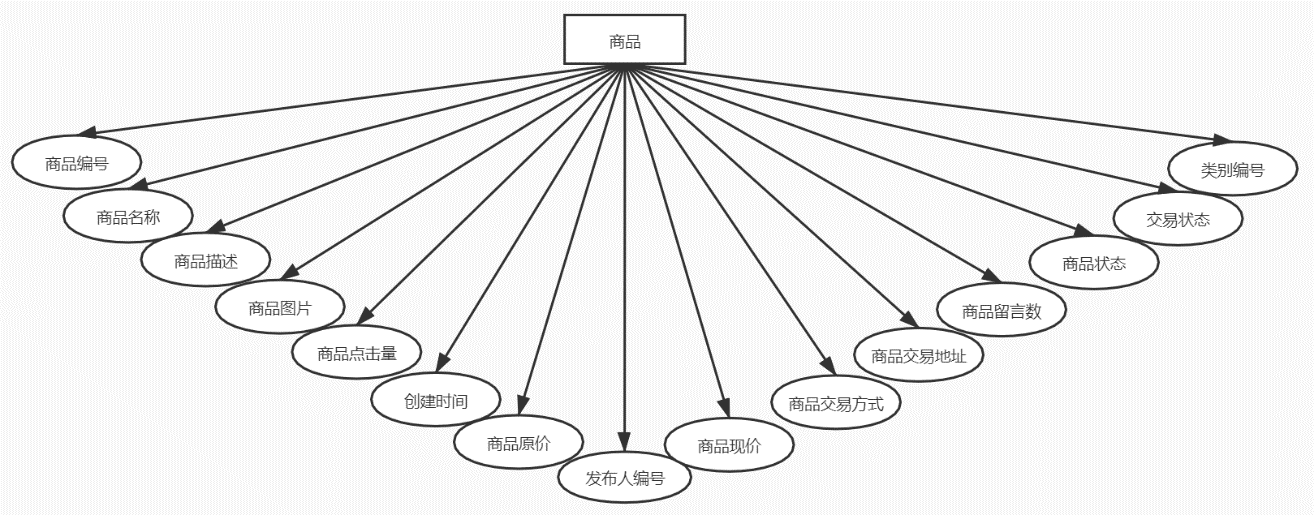 商品
商品编号
商品名称
商品描述
商品图片
商品点击量
创建时间
商品原价
发布人编号
商品现价
商品交易方式
商品交易地址
商品留言数
商品状态
交易状态
类别编号